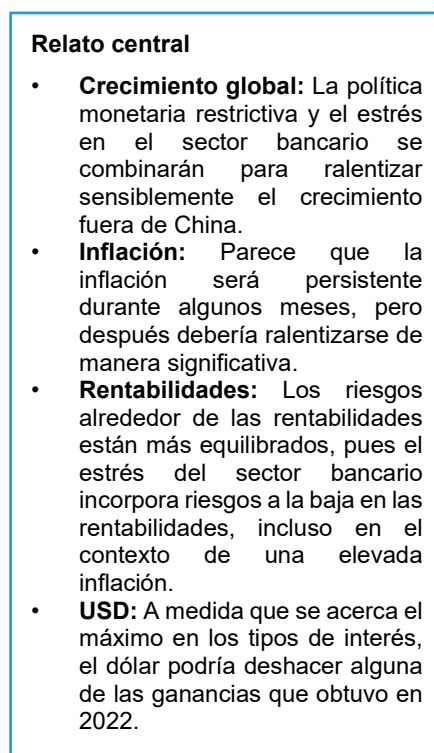 Relato central
• Crecimiento global: La política
monetaria restrictiva y el estrés
en el sector bancario se
combinarán para ralentizar
sensiblemente el crecimiento
fuera de China.
• Inflación: Parece que la
inflación será persistente
durante algunos meses, pero
después debería ralentizarse de
manera significativa.
• Rentabilidades: Los riesgos
alrededor de las rentabilidades
están más equilibrados, pues el
estrés del sector bancario
incorpora riesgos a la baja en las
rentabilidades, incluso en el
contexto de una elevada
inflación.
• USD: A medida que se acerca el
máximo en los tipos de interés,
el dólar podría deshacer alguna
de las ganancias que obtuvo en
2022.